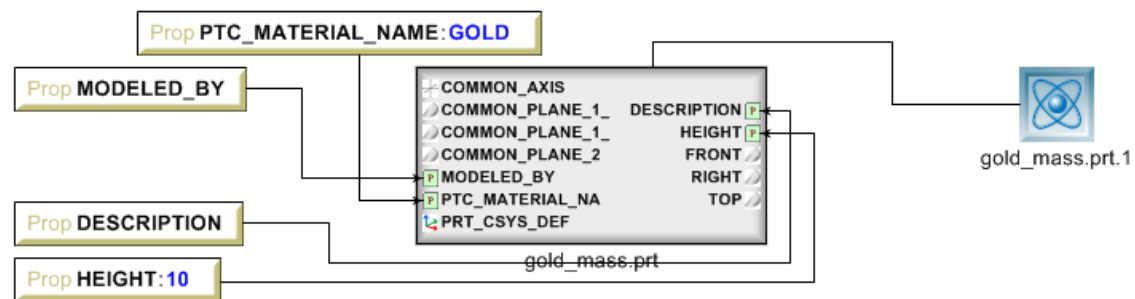 Prop PTC_MATERIAL_NAME:GOLD
Prop MODELED_BY
COMMON_AXIS
COMMON_PLANE_1_ DESCRIPTION P
COMMON_PLANE_1_ HEIGHT P
COMMON_PLANE_2 FRONT
P MODELED_BY RIGHT
P PTC_MATERIAL_NA TOP
PRT_CSYS_DEF
gold_mass.prt
gold_mass.prt.1
Prop DESCRIPTION
Prop HEIGHT:10